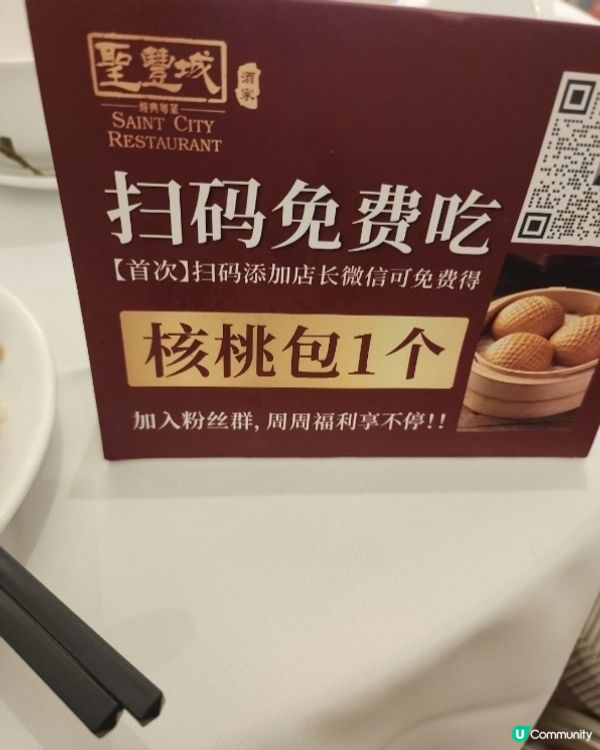 聖豐城
酒家
經典粵菜
SAINT CITY
RESTAURANT
扫码免费吃
【首次】扫码添加店长微信可免费得
核桃包1个
加入粉丝群,周周福利享不停!!
U Community